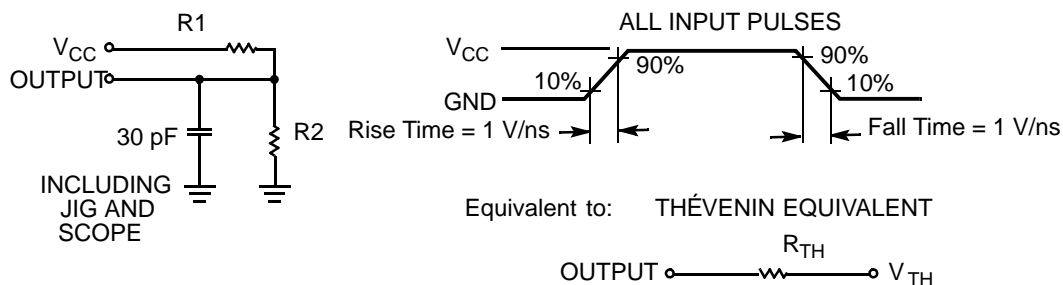 R1
VCC
OUTPUT
30 pF
R2
INCLUDING
JIG AND
SCOPE
ALL INPUT PULSES
VCC
GND
10%
90%
90%
10%
Rise Time = 1 V/ns
Fall Time = 1 V/ns
Equivalent to: THÉVENIN EQUIVALENT
RTH
OUTPUT
VTH